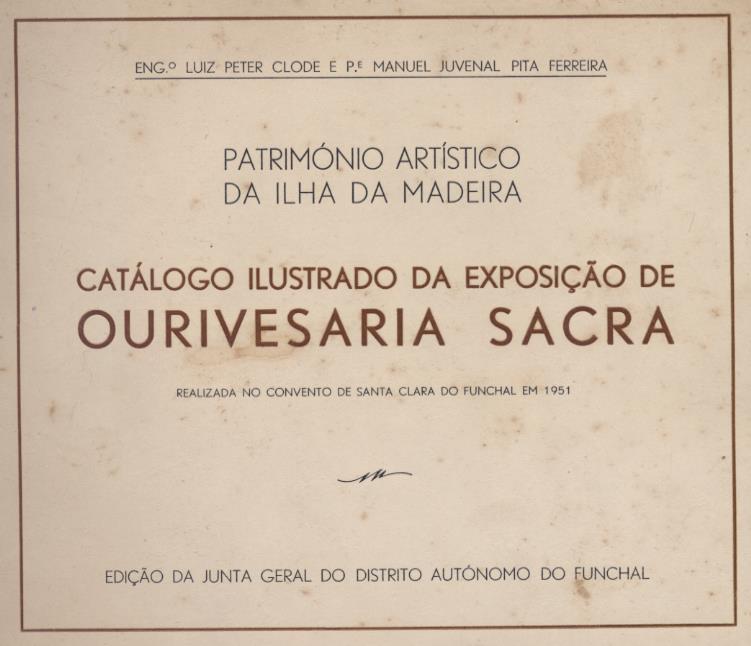 ENG.º LUIZ PETER CLODE E P.E MANUEL JUVENAL PITA FERREIRA
PATRIMÓNIO ARTÍSTICO
DA ILHA DA MADEIRA
CATÁLOGO ILUSTRADO DA EXPOSIÇÃO DE
OURIVESARIA SACRA
REALIZADA NO CONVENTO DE SANTA CLARA DO FUNCHAL EM 1951
EDIÇÃO DA JUNTA GERAL DO DISTRITO AUTÓNOMO DO FUNCHAL